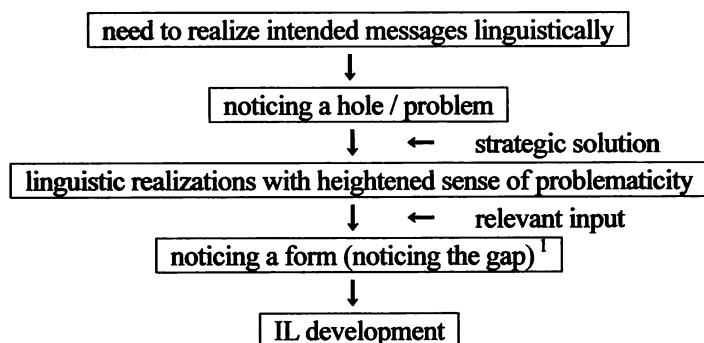 need to realize intended messages linguistically
noticing a hole / problem
strategic solution
linguistic realizations with heightened sense of problematicity
relevant input
noticing a form (noticing the gap) 1
IL development